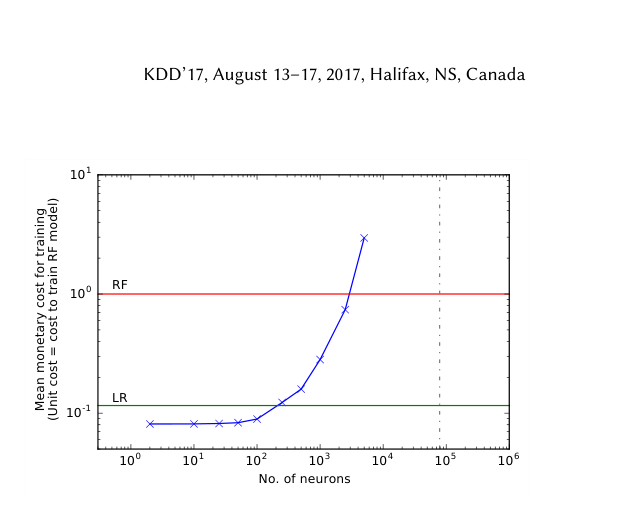 KDD’17, August 13–17, 2017, Halifax, NS, Canada
10^1
10^0
10^-1
Mean monetary cost for training
(Unit cost = cost to train RF model)
RF
LR
10^0 10^1 10^2 10^3 10^4 10^5 10^6
No. of neurons